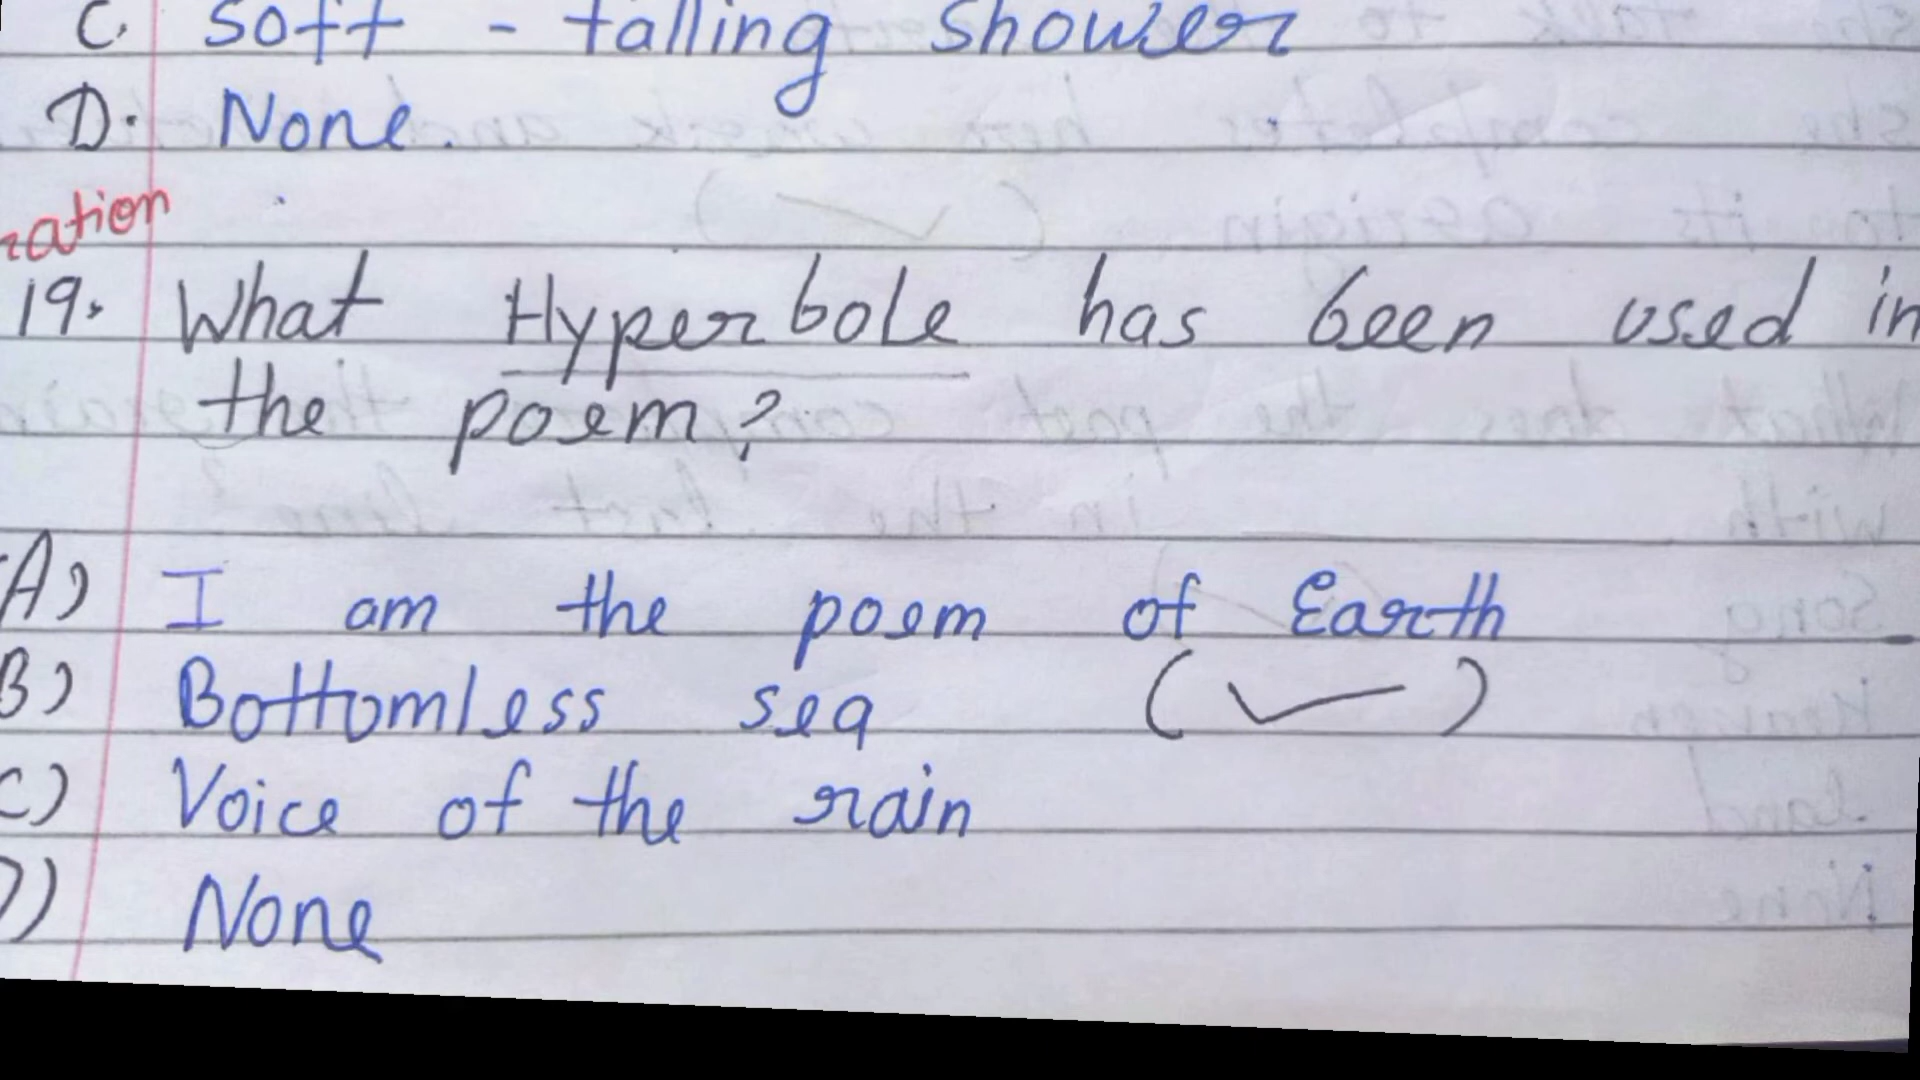 C. Soft - falling shower
D. None.
ration
19. What Hyperbole has been used in
the poem?
A) I am the poem of Earth
B) Bottomless sea (✓)
C) Voice of the rain
D) None